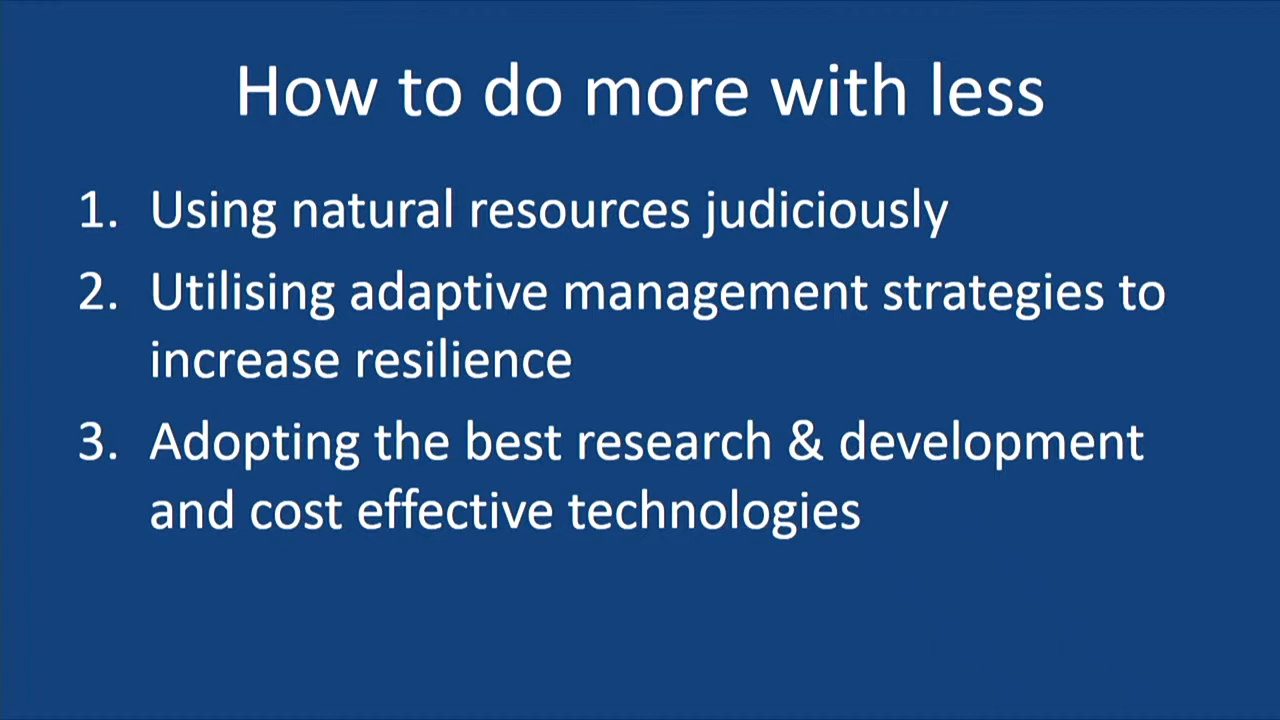 How to do more with less
1. Using natural resources judiciously
2. Utilising adaptive management strategies to
increase resilience
3. Adopting the best research & development
and cost effective technologies